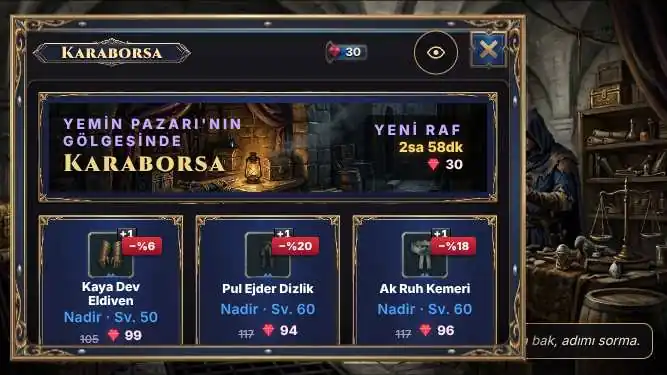 KARABORSA
30
YEMİN PAZARI'NIN
GÖLGESİNDE
KARABORSA
YENİ RAF
2sa 58dk
30
+1
-%6
Kaya Dev
Eldiven
Nadir · Sv. 50
105 99
+1
-%20
Pul Ejder Dizlik
Nadir · Sv. 60
117 94
+1
-%18
Ak Ruh Kemeri
Nadir · Sv. 60
117 96
bak, adımı sorma.